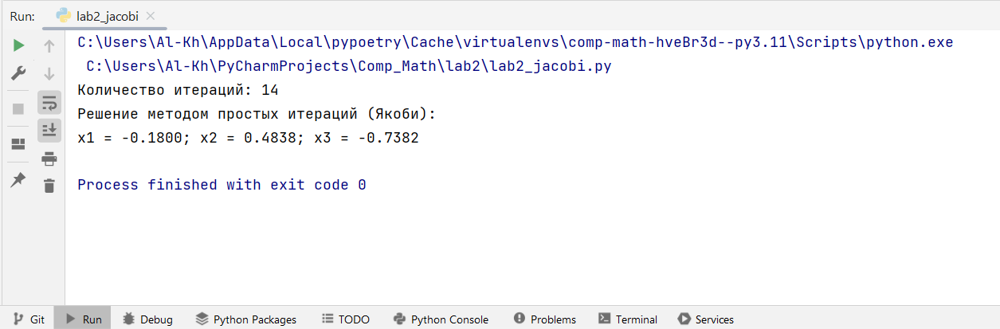 Run: lab2_jacobi
C:\Users\Al-Kh\AppData\Local\pypoetry\Cache\virtualenvs\comp-math-hveBr3d--py3.11\Scripts\python.exe
C:\Users\Al-Kh\PyCharmProjects\Comp_Math\lab2\lab2_jacobi.py
Количество итераций: 14
Решение методом простых итераций (Якоби):
x1 = -0.1800; x2 = 0.4838; x3 = -0.7382
Process finished with exit code 0
Git Run Debug Python Packages TODO Python Console Problems Terminal Services